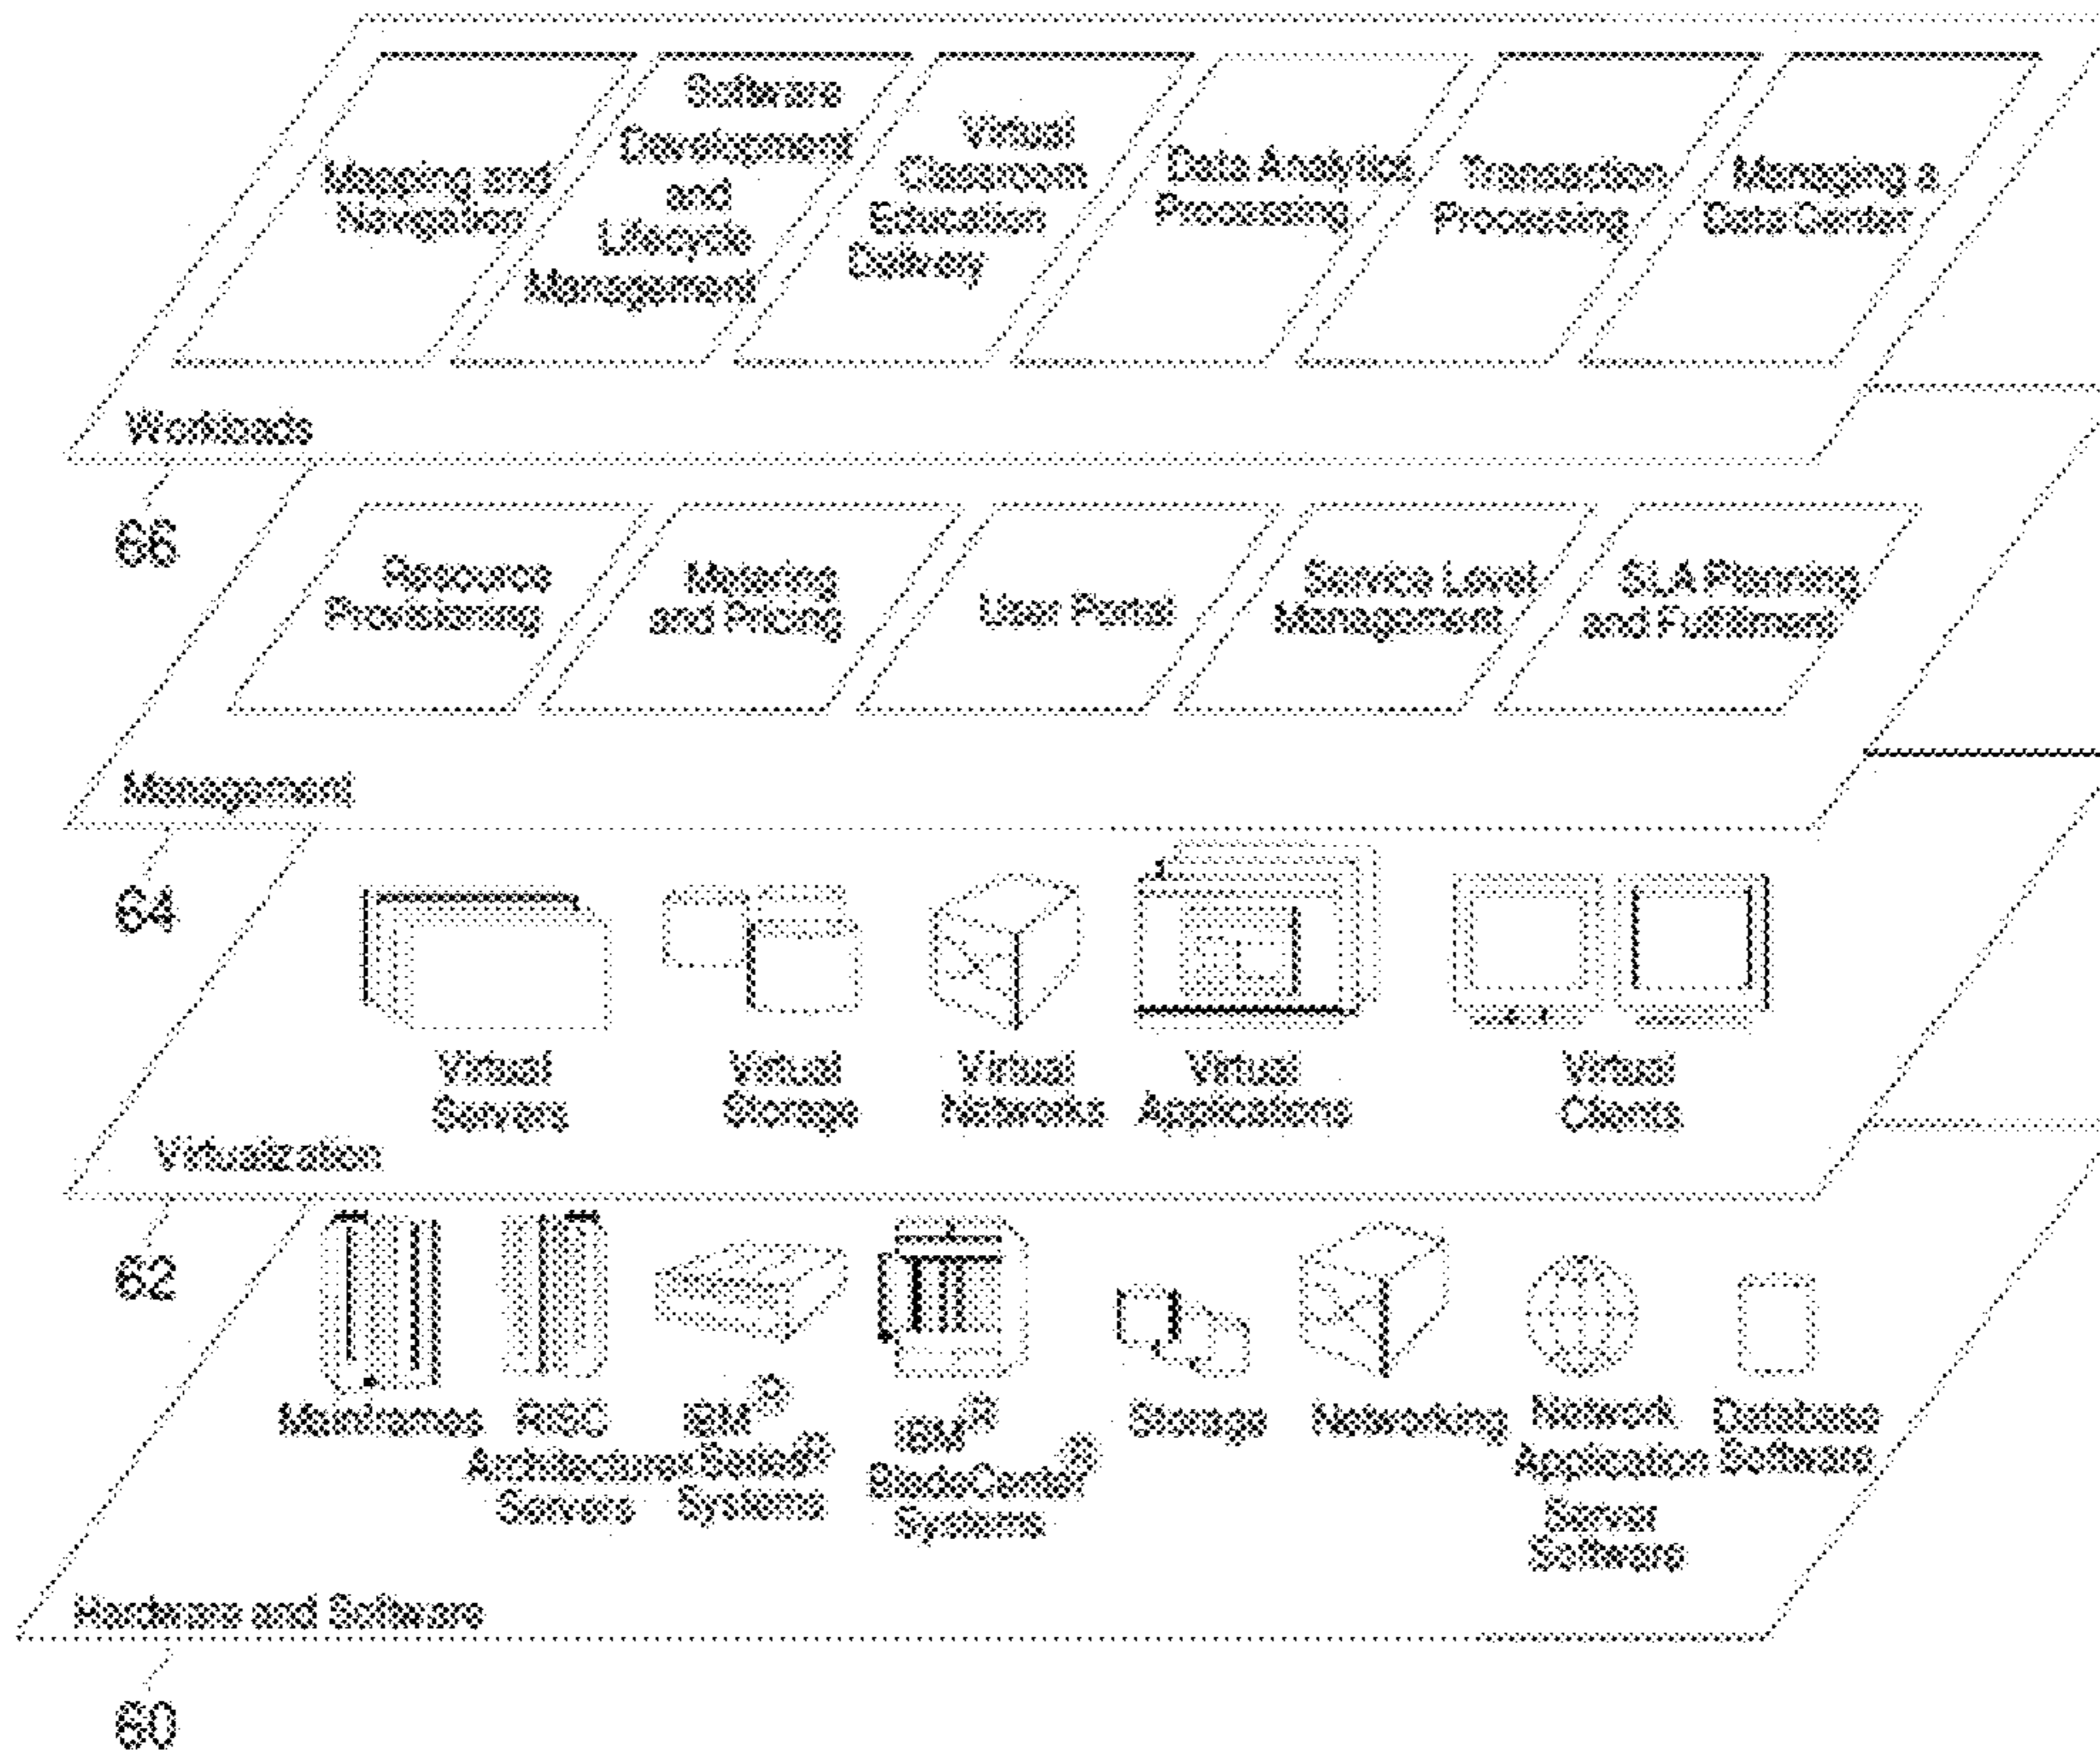 Mapping and
Navigation
Software
Development
and
Lifecycle
Management
Virtual
Classroom
Education
Delivery
Data Analytics
Processing
Transaction
Processing
Managing a
Data Center
Workloads
66
Resource
Provisioning
Metering
and Pricing
User Portal
Service Level
Management
SLA Planning
and Fulfillment
Management
64
Virtual
Servers
Virtual
Storage
Virtual
Networks
Virtual
Applications
Virtual
Clients
Virtualization
62
Mainframes
RISC
Architecture
Servers
IBM®
xSeries®
Systems
IBM®
BladeCenter®
Systems
Storage
Networking
Network
Application
Server
Software
Database
Software
Hardware and Software
60